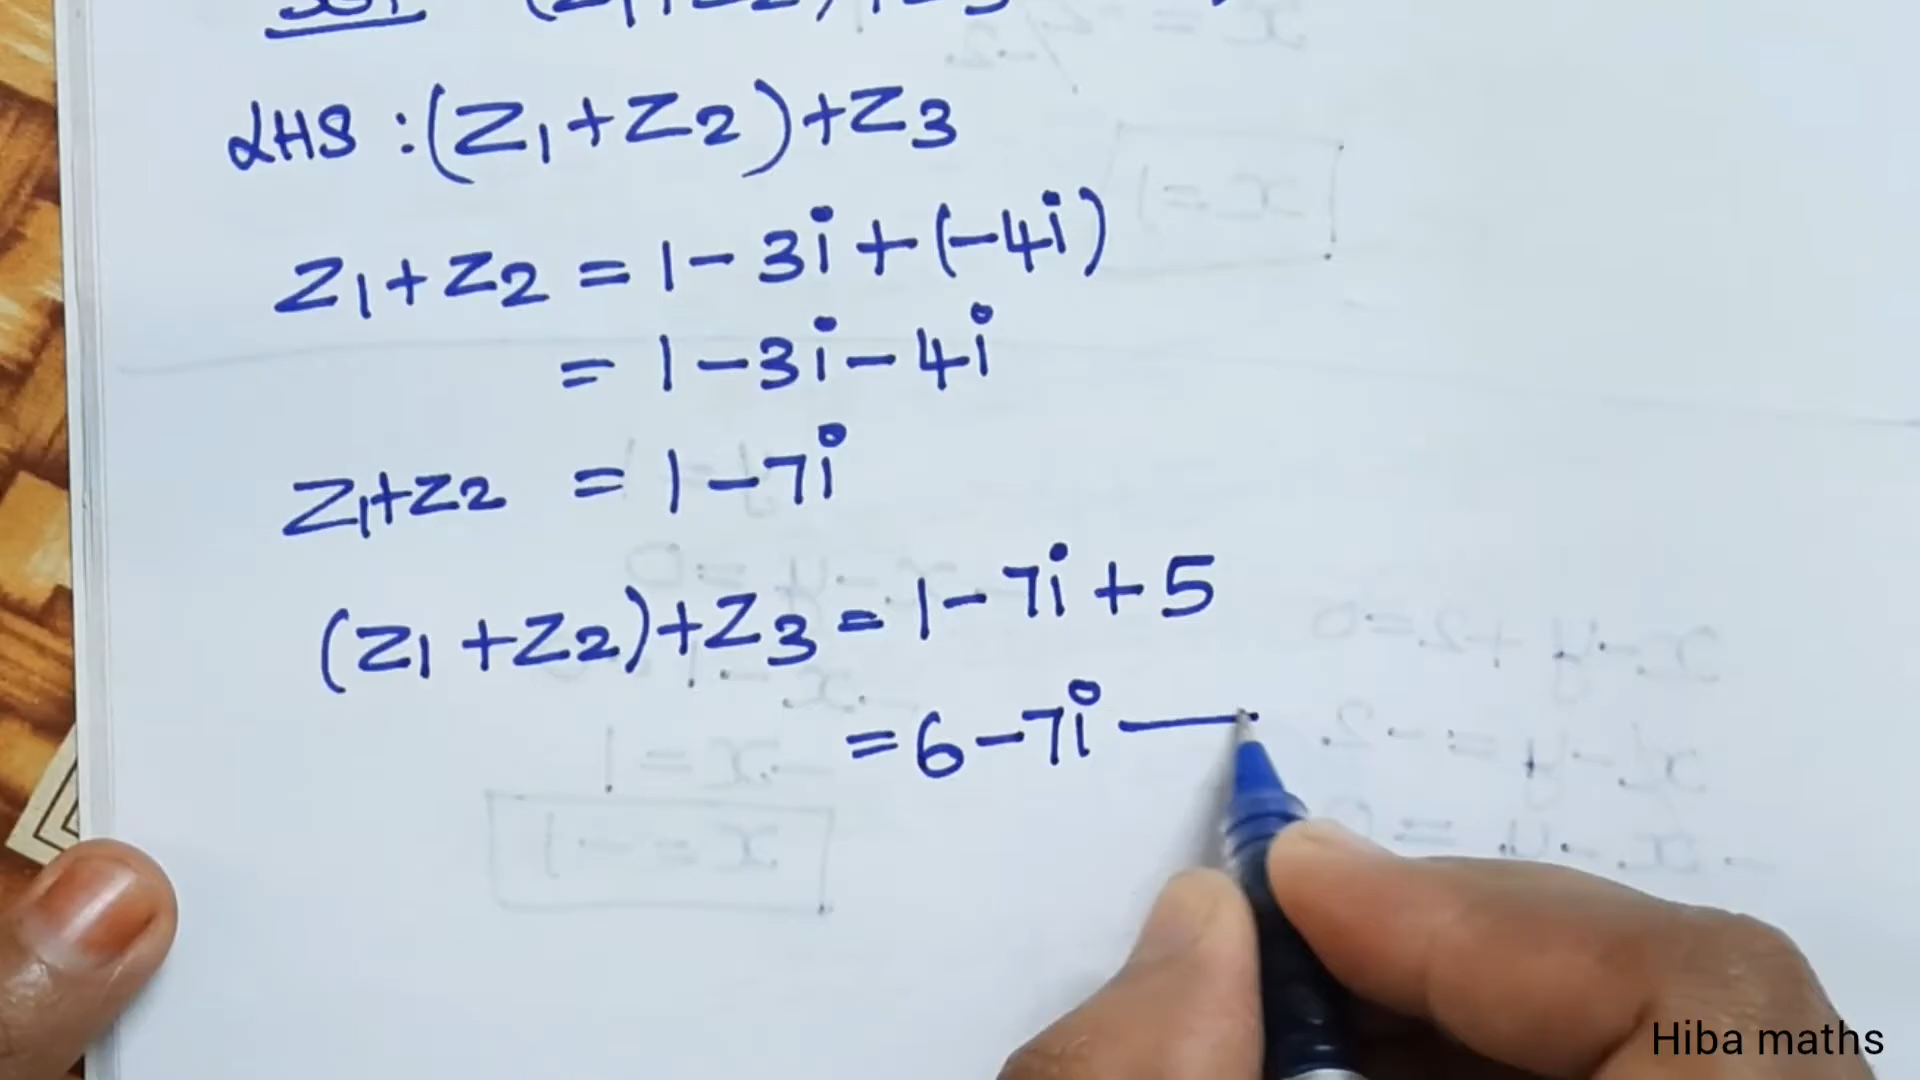 LHS : (Z1 + Z2) + Z3
Z1 + Z2 = 1 - 3i + (-4i)
= 1 - 3i - 4i
Z1 + Z2 = 1 - 7i
(Z1 + Z2) + Z3 = 1 - 7i + 5
= 6 - 7i —
Hiba maths